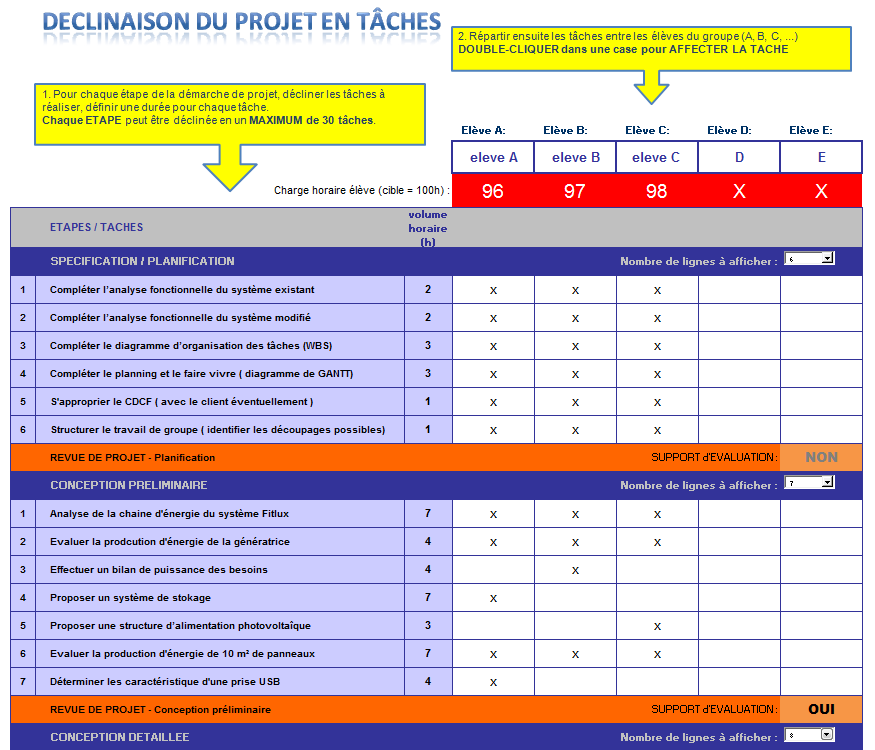 DECLINAISON DU PROJET EN TÂCHES
2. Répartir ensuite les tâches entre les élèves du groupe (A, B, C, ...)
DOUBLE-CLIQUER dans une case pour AFFECTER LA TACHE
1. Pour chaque étape de la démarche de projet, décliner les tâches à
réaliser, définir une durée pour chaque tâche.
Chaque ETAPE peut être déclinée en un MAXIMUM de 30 tâches.
Elève A: Elève B: Elève C: Elève D: Elève E:
eleve A eleve B eleve C D E
Charge horaire élève (cible = 100h) : 96 97 98 X X
ETAPES / TACHES volume
horaire
(h)
SPECIFICATION / PLANIFICATION Nombre de lignes à afficher : 6
1 Compléter l'analyse fonctionnelle du système existant 2 x x x
2 Compléter l'analyse fonctionnelle du système modifié 2 x x x
3 Compléter le diagramme d'organisation des tâches (WBS) 3 x x x
4 Compléter le planning et le faire vivre ( diagramme de GANTT) 3 x x x
5 S'approprier le CDCF ( avec le client éventuellement ) 1 x x x
6 Structurer le travail de groupe ( identifier les découpages possibles) 1 x x x
REVUE DE PROJET - Planification SUPPORT d'EVALUATION: NON
CONCEPTION PRELIMINAIRE Nombre de lignes à afficher : 7
1 Analyse de la chaine d'énergie du système Fitlux 7 x x x
2 Evaluer la prodcution d'énergie de la génératrice 4 x x x
3 Effectuer un bilan de puissance des besoins 4 x
4 Proposer un système de stokage 7 x
5 Proposer une structure d'alimentation photovoltaîque 3 x
6 Evaluer la production d'énergie de 10 m² de panneaux 7 x x x
7 Déterminer les caractéristique d'une prise USB 4 x
REVUE DE PROJET - Conception préliminaire SUPPORT d'EVALUATION: OUI
CONCEPTION DETAILLEE Nombre de lignes à afficher : 8